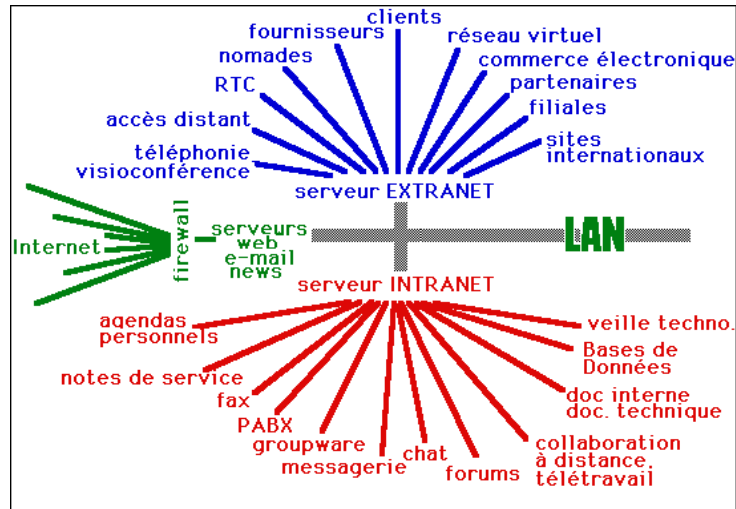 clients
fournisseurs
réseau virtuel
nomades
commerce électronique
RTC
partenaires
filiales
accès distant
sites
internationaux
téléphonie
visioconférence
serveur EXTRANET
Internet
firewall
serveurs
web
e-mail
news
LAN
serveur INTRANET
agendas
personnels
veille techno.
Bases de
Données
notes de service
fax
doc interne
doc. technique
PABX
groupware
messagerie
chat
forums
collaboration
à distance
télétravail